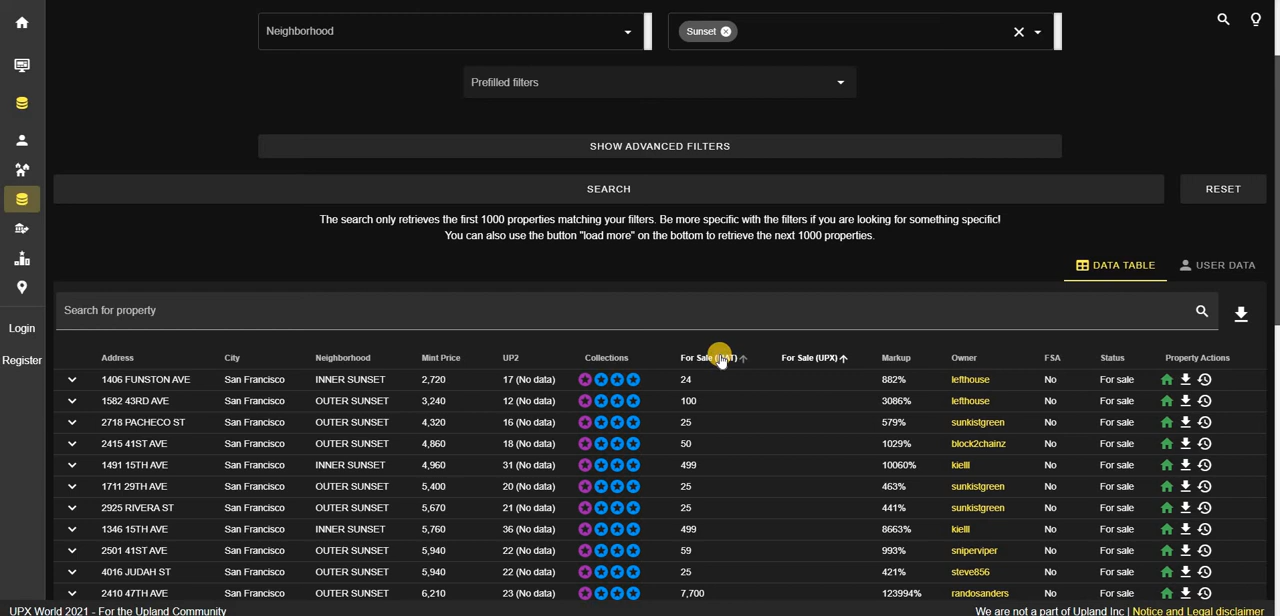 Neighborhood
Sunset
Prefilled filters
SHOW ADVANCED FILTERS
SEARCH
RESET
The search only retrieves the first 1000 properties matching your filters. Be more specific with the filters if you are looking for something specific!
You can also use the button "load more" on the bottom to retrieve the next 1000 properties.
DATA TABLE
USER DATA
Search for property
Login
Register
Address City Neighborhood Mint Price UP2 Collections For Sale For Sale (UPX) Markup Owner FSA Status Property Actions
1406 FUNSTON AVE San Francisco INNER SUNSET 2,720 17 (No data) 24 882% lefthouse No For sale
1582 43RD AVE San Francisco OUTER SUNSET 3,240 12 (No data) 100 3086% lefthouse No For sale
2718 PACHECO ST San Francisco OUTER SUNSET 4,320 16 (No data) 25 579% sunkistgreen No For sale
2415 41ST AVE San Francisco OUTER SUNSET 4,860 18 (No data) 50 1029% block2chainz No For sale
1491 15TH AVE San Francisco INNER SUNSET 4,960 31 (No data) 499 10060% kielll No For sale
1711 29TH AVE San Francisco OUTER SUNSET 5,400 20 (No data) 25 463% sunkistgreen No For sale
2925 RIVERA ST San Francisco OUTER SUNSET 5,670 21 (No data) 25 441% sunkistgreen No For sale
1346 15TH AVE San Francisco INNER SUNSET 5,760 36 (No data) 499 8663% kielll No For sale
2501 41ST AVE San Francisco OUTER SUNSET 5,940 22 (No data) 59 993% sniperviper No For sale
4016 JUDAH ST San Francisco OUTER SUNSET 5,940 22 (No data) 25 421% steve856 No For sale
2410 47TH AVE San Francisco OUTER SUNSET 6,210 23 (No data) 7,700 123994% randosanders No For sale
UPX World 2021 - For the Upland Community
We are not a part of Upland Inc | Notice and Legal disclaimer